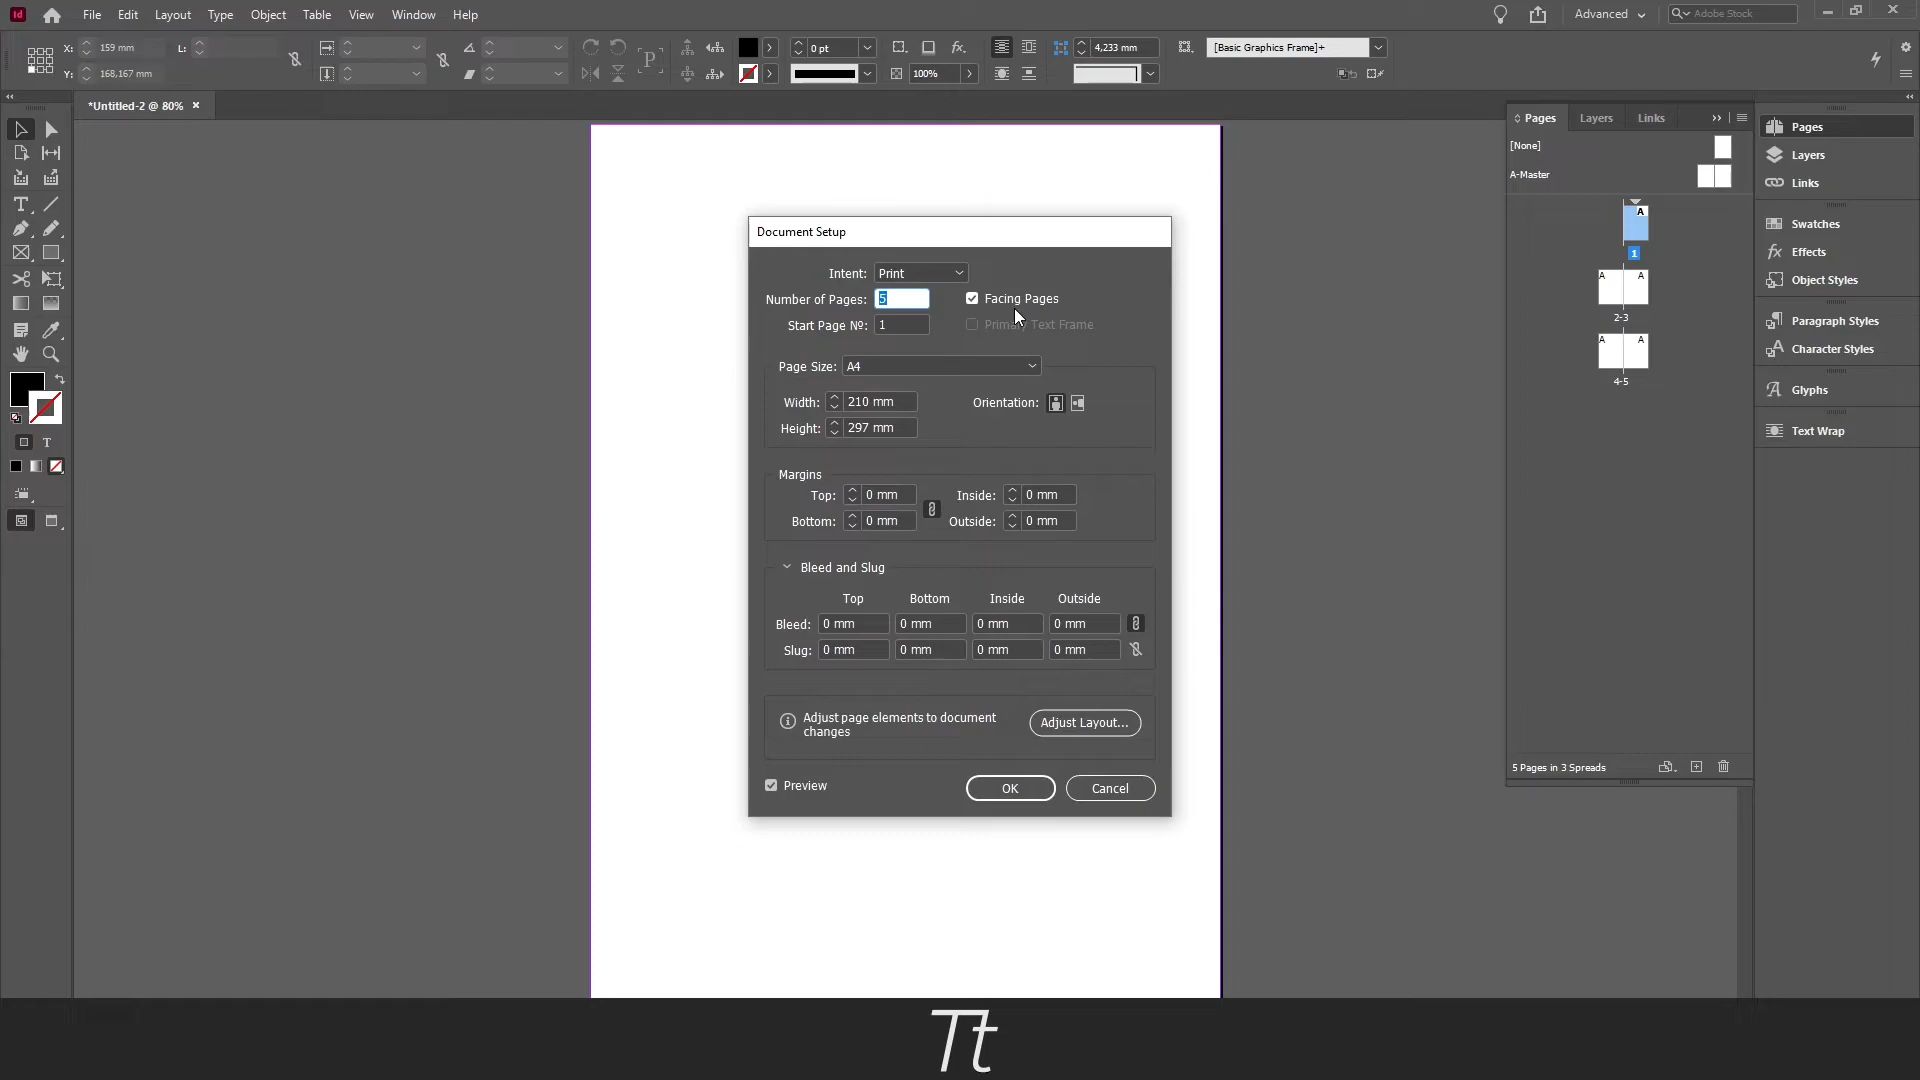 Id File Edit Layout Type Object Table View Window Help Advanced Adobe Stock
X: 159 mm L: 0 pt fx. 4,233 mm [Basic Graphics Frame]+
Y: 168,167 mm P 100%
*Untitled-2 @ 80% ×
Pages Layers Links
[None]
A-Master
A
1
A A
2-3
A A
4-5
5 Pages in 3 Spreads
Pages
Layers
Links
Swatches
fx Effects
Object Styles
Paragraph Styles
Character Styles
Glyphs
Text Wrap
Document Setup
Intent: Print
Number of Pages: 5 Facing Pages
Start Page Nº: 1 Primary Text Frame
Page Size: A4
Width: 210 mm Orientation:
Height: 297 mm
Margins
Top: 0 mm Inside: 0 mm
Bottom: 0 mm Outside: 0 mm
Bleed and Slug
Top Bottom Inside Outside
Bleed: 0 mm 0 mm 0 mm 0 mm
Slug: 0 mm 0 mm 0 mm 0 mm
Adjust page elements to document
changes
Adjust Layout...
Preview OK Cancel
Tt